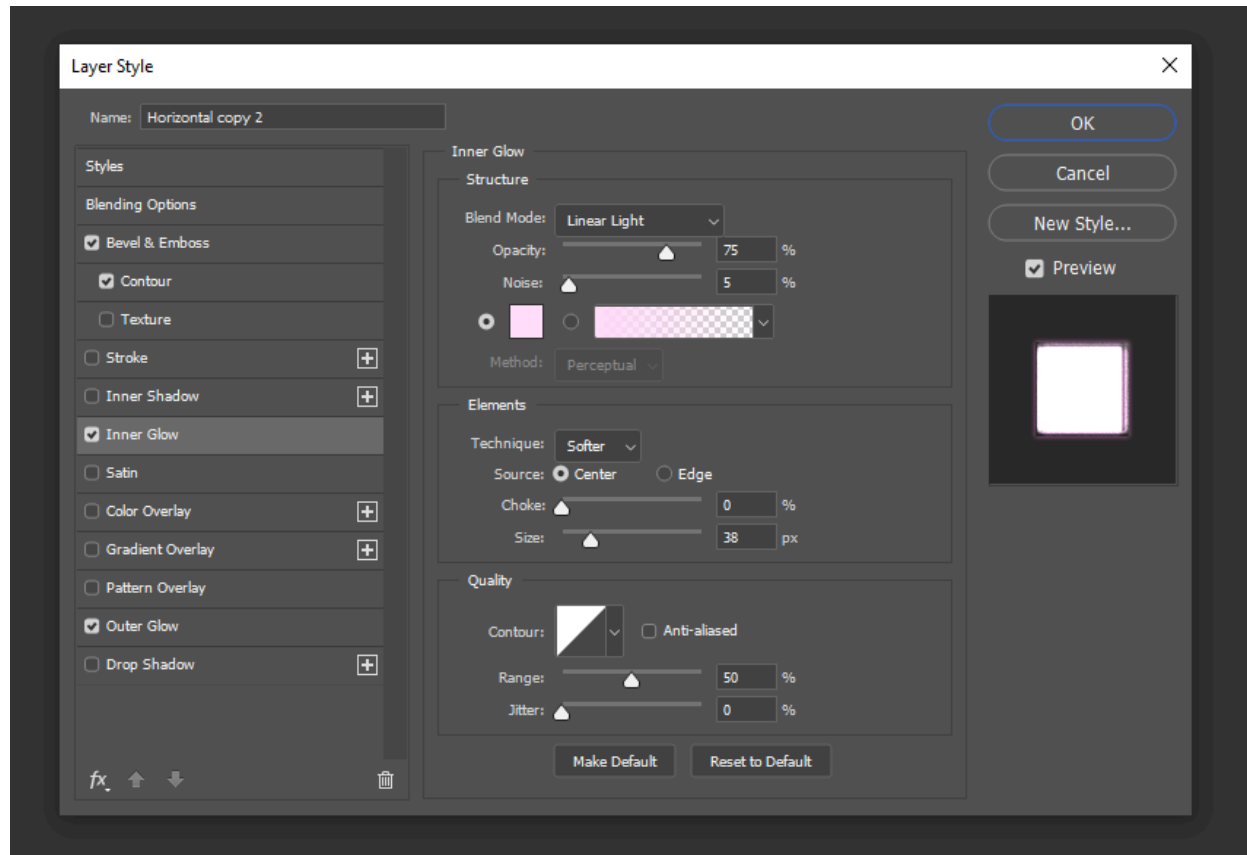 Layer Style
Name: Horizontal copy 2
Styles
Blending Options
Bevel & Emboss
Contour
Texture
Stroke
Inner Shadow
Inner Glow
Satin
Color Overlay
Gradient Overlay
Pattern Overlay
Outer Glow
Drop Shadow
fx
Inner Glow
Structure
Blend Mode: Linear Light
Opacity: 75 %
Noise: 5 %
Method: Perceptual
Elements
Technique: Softer
Source: Center Edge
Choke: 0 %
Size: 38 px
Quality
Contour: Anti-aliased
Range: 50 %
Jitter: 0 %
Make Default Reset to Default
OK
Cancel
New Style...
Preview